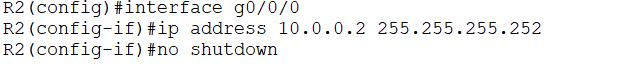 R2(config)#interface g0/0/0
R2(config-if)#ip address 10.0.0.2 255.255.255.252
R2(config-if)#no shutdown